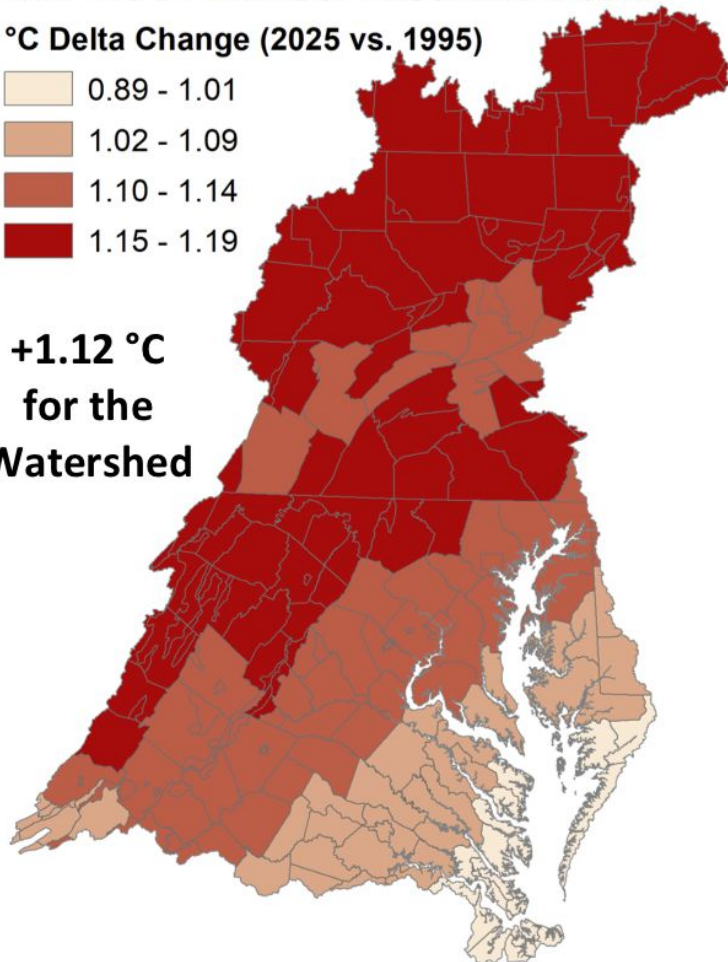 °C Delta Change (2025 vs. 1995)
0.89 - 1.01
1.02 - 1.09
1.10 - 1.14
1.15 - 1.19
+1.12 °C
for the
Watershed